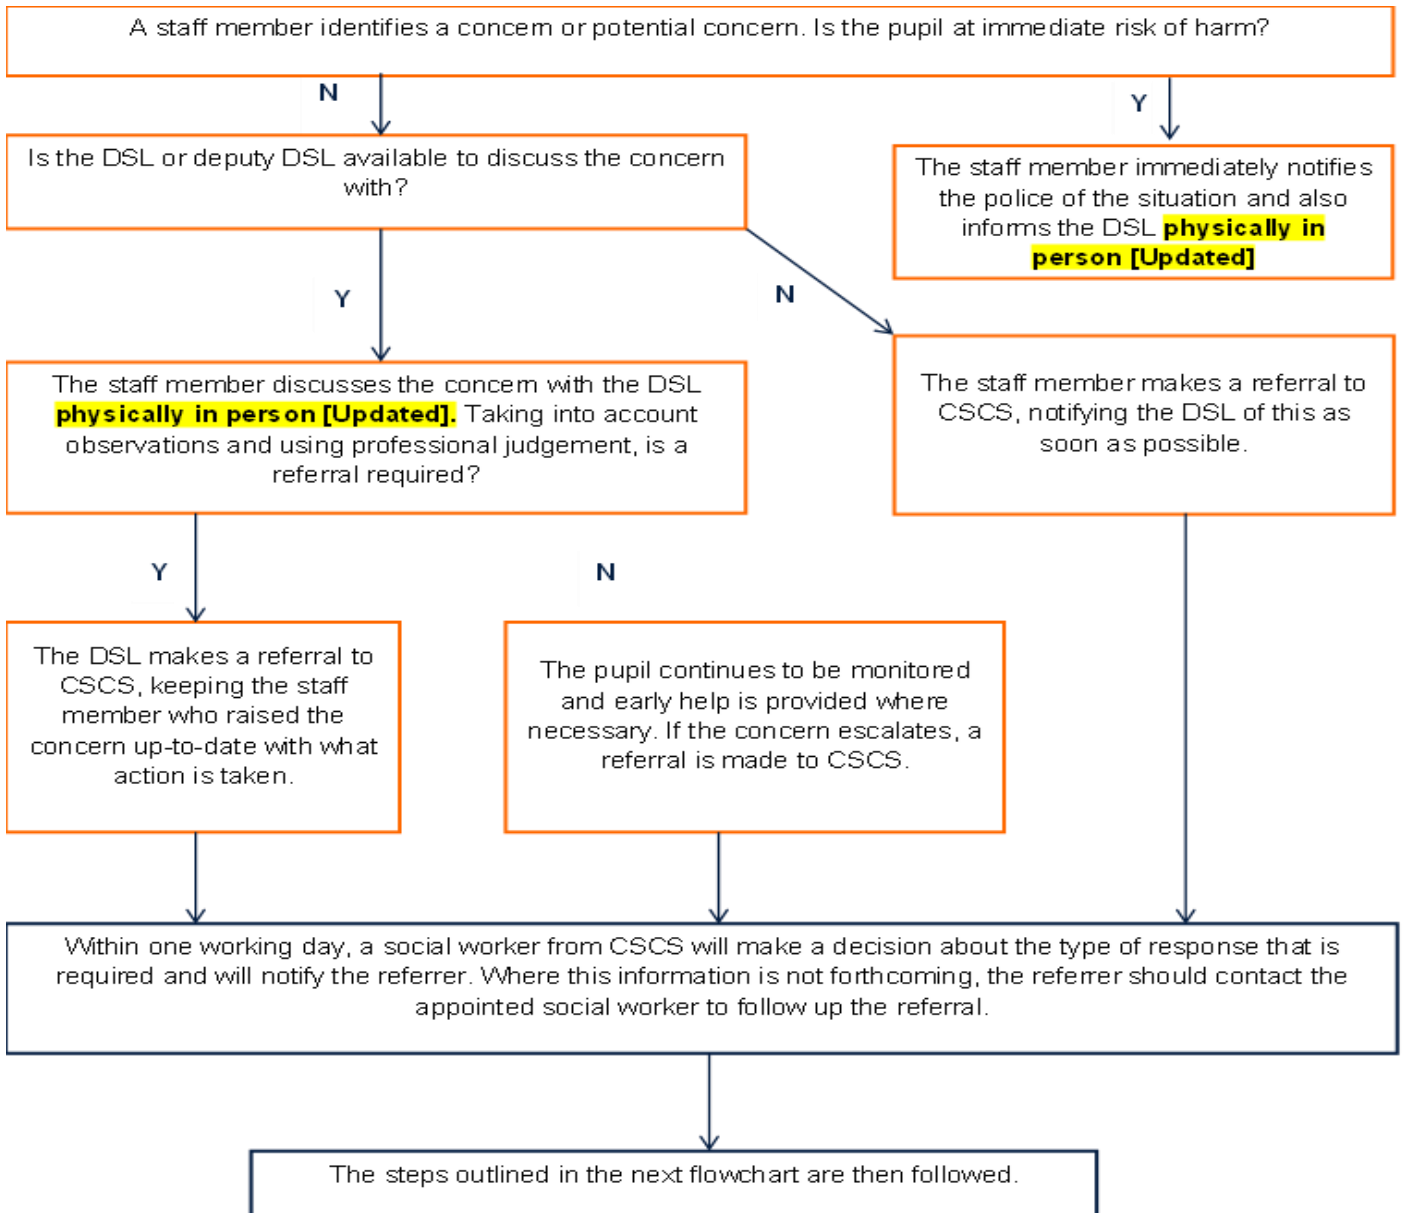 A staff member identifies a concern or potential concern. Is the pupil at immediate risk of harm?
N
Y
Is the DSL or deputy DSL available to discuss the concern
with?
The staff member immediately notifies
the police of the situation and also
informs the DSL physically in
person [Updated]
Y
N
The staff member discusses the concern with the DSL
physically in person [Updated]. Taking into account
observations and using professional judgement, is a
referral required?
The staff member makes a referral to
CSCS, notifying the DSL of this as
soon as possible.
Y
N
The DSL makes a referral to
CSCS, keeping the staff
member who raised the
concern up-to-date with what
action is taken.
The pupil continues to be monitored
and early help is provided where
necessary. If the concern escalates, a
referral is made to CSCS.
Within one working day, a social worker from CSCS will make a decision about the type of response that is
required and will notify the referrer. Where this information is not forthcoming, the referrer should contact the
appointed social worker to follow up the referral.
The steps outlined in the next flowchart are then followed.